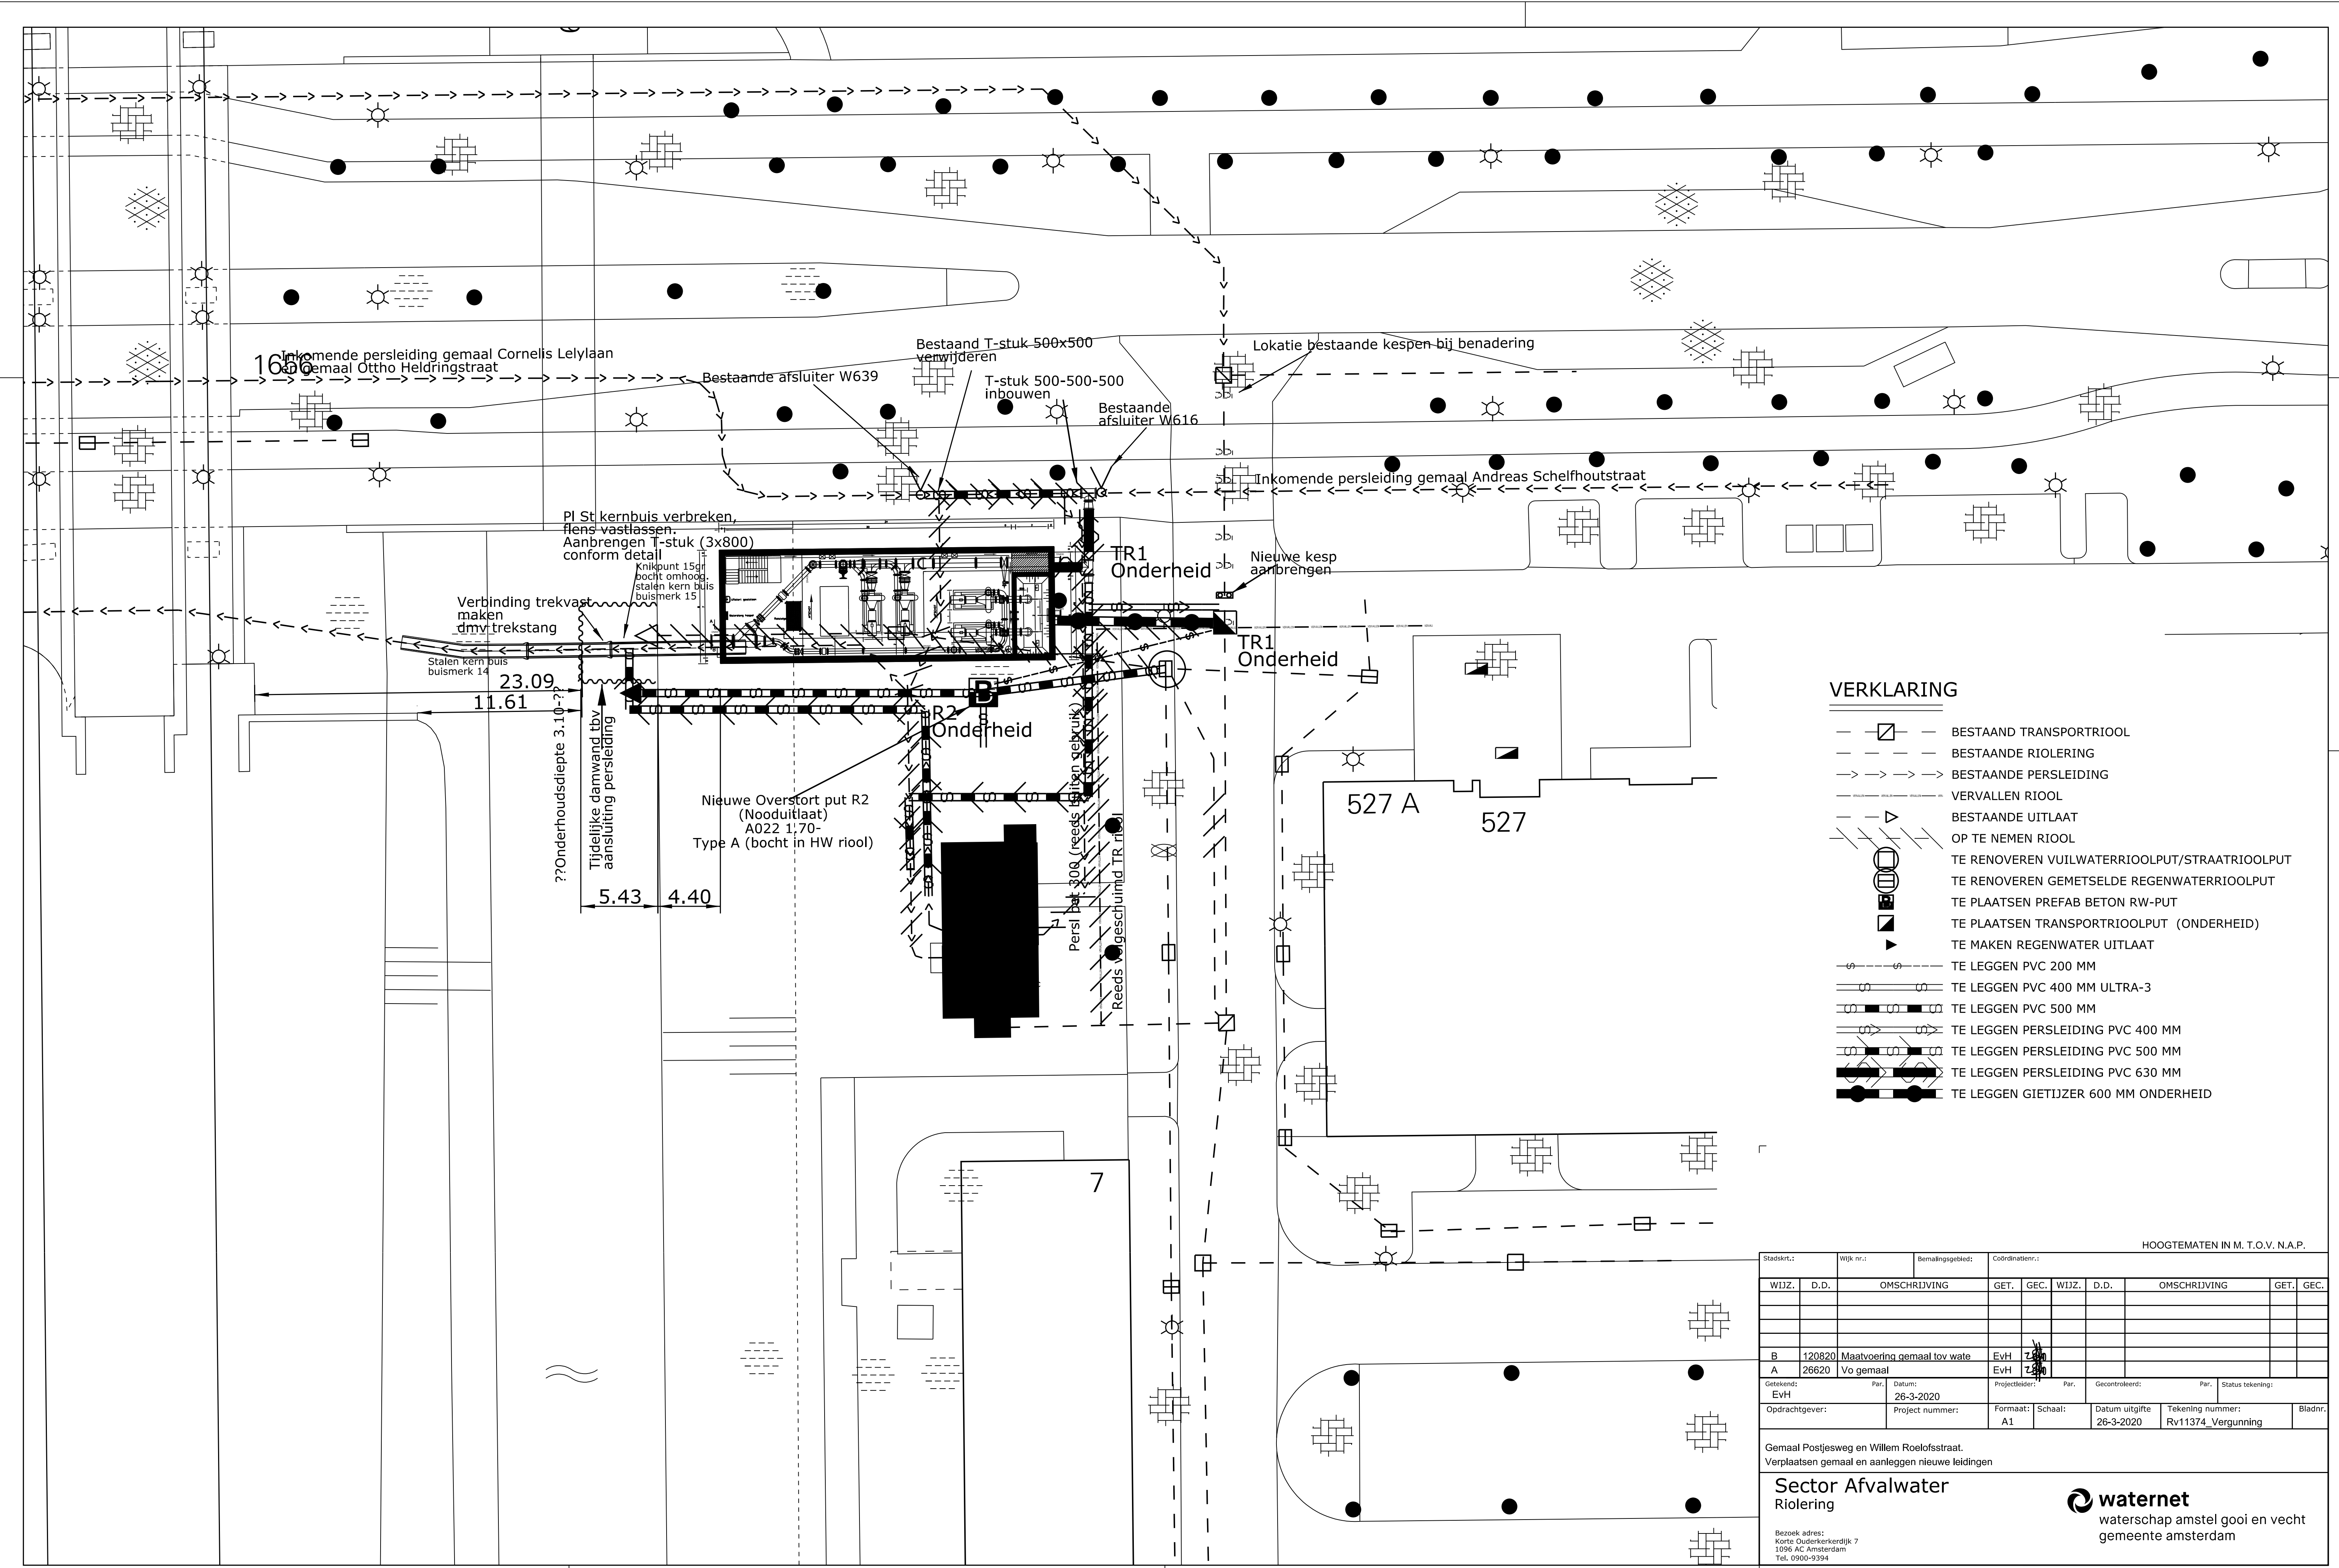 1656
Inkomende persleiding gemaal Cornelis Lelylaan
en gemaal Ottho Heldringstraat
Bestaande afsluiter W639
Bestaand T-stuk 500x500
verwijderen
T-stuk 500-500-500
inbouwen
Bestaande
afsluiter W616
Lokatie bestaande kespen bij benadering
Inkomende persleiding gemaal Andreas Schelfhoutstraat
Pl St kernbuis verbreken,
flens vastlassen.
Aanbrengen T-stuk (3x800)
conform detail
Knikpunt 15gr
bocht omhoog.
stalen kern buis
buismerk 15
Verbinding trekvast
maken
dmv trekstang
Stalen kern buis
buismerk 14
TR1
Onderheid
Nieuwe kesp
aanbrengen
TR1
Onderheid
23.09
11.61
B
R2
Onderheid
??Onderhoudsdiepte 3.10-??
Tijdelijke damwand tbv
aansluiting persleiding
5.43
4.40
Nieuwe Overstort put R2
(Nooduitlaat)
A022 1.70-
Type A (bocht in HW riool)
Persl pat 300 (reeds buiten gebruik)
Reeds volgeschuimd TR riool
527 A
527
7
VERKLARING
BESTAAND TRANSPORTRIOOL
BESTAANDE RIOLERING
BESTAANDE PERSLEIDING
VERVALLEN RIOOL
BESTAANDE UITLAAT
OP TE NEMEN RIOOL
TE RENOVEREN VUILWATERRIOOLPUT/STRAATRIOOLPUT
TE RENOVEREN GEMETSELDE REGENWATERRIOOLPUT
B TE PLAATSEN PREFAB BETON RW-PUT
TE PLAATSEN TRANSPORTRIOOLPUT (ONDERHEID)
TE MAKEN REGENWATER UITLAAT
TE LEGGEN PVC 200 MM
TE LEGGEN PVC 400 MM ULTRA-3
TE LEGGEN PVC 500 MM
TE LEGGEN PERSLEIDING PVC 400 MM
TE LEGGEN PERSLEIDING PVC 500 MM
TE LEGGEN PERSLEIDING PVC 630 MM
TE LEGGEN GIETIJZER 600 MM ONDERHEID
HOOGTEMATEN IN M. T.O.V. N.A.P.
Stadskrt.: Wijk nr.: Bemalingsgebied: Coördinatienr.:
WIJZ. D.D. OMSCHRIJVING GET. GEC. WIJZ. D.D. OMSCHRIJVING GET. GEC.
B 120820 Maatvoering gemaal tov wate EvH
A 26620 Vo gemaal EvH
Getekend: Par. Datum: Projectleider: Par. Gecontroleerd: Par. Status tekening:
EvH 26-3-2020
Opdrachtgever: Project nummer: Formaat: Schaal: Datum uitgifte Tekening nummer: Bladnr.
A1 26-3-2020 Rv11374_Vergunning
Gemaal Postjesweg en Willem Roelofsstraat.
Verplaatsen gemaal en aanleggen nieuwe leidingen
Sector Afvalwater
Riolering
Bezoek adres:
Korte Ouderkerkerdijk 7
1096 AC Amsterdam
Tel. 0900-9394
waternet
waterschap amstel gooi en vecht
gemeente amsterdam